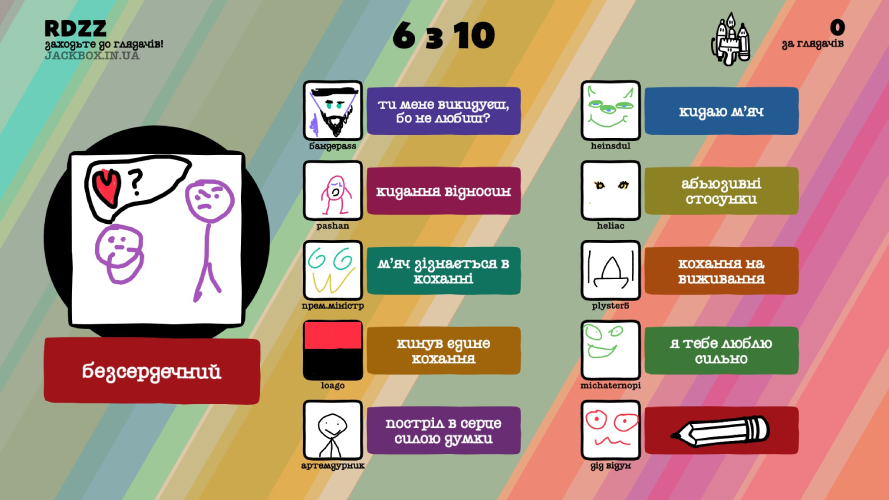 RDZZ
заходьте до глядачів!
JACKBOX.IN.UA
6 з 10
0
за глядачів
?
безсердечний
ти мене викидуєш,
бо не любиш?
бандераss
кидання відносин
pashan
м'яч зізнається в
коханні
прем.міністр
кинув едине
кохання
loago
постріл в серце
силою думки
артемдурник
кидаю м'яч
heinsdul
абьюзивні
стосунки
heliac
кохання на
виживання
plyster5
я тебе люблю
сильно
michaternopi
дід відун